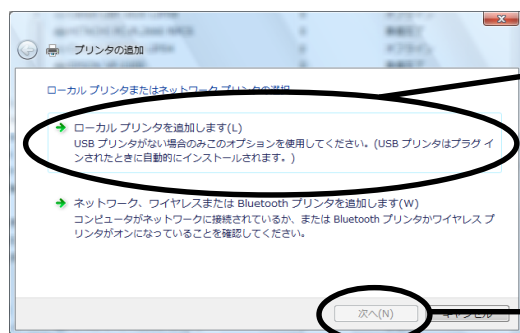 プリンタの追加
ローカル プリンタまたはネットワーク プリンタの選択
ローカル プリンタを追加します(L)
USB プリンタがない場合のみこのオプションを使用してください。(USB プリンタはプラグ イ
ンされたときに自動的にインストールされます。)
ネットワーク、ワイヤレスまたは Bluetooth プリンタを追加します(W)
コンピュータがネットワークに接続されているか、または Bluetooth プリンタかワイヤレス プ
リンタがオンになっていることを確認してください。
次へ(N)
キャンセル